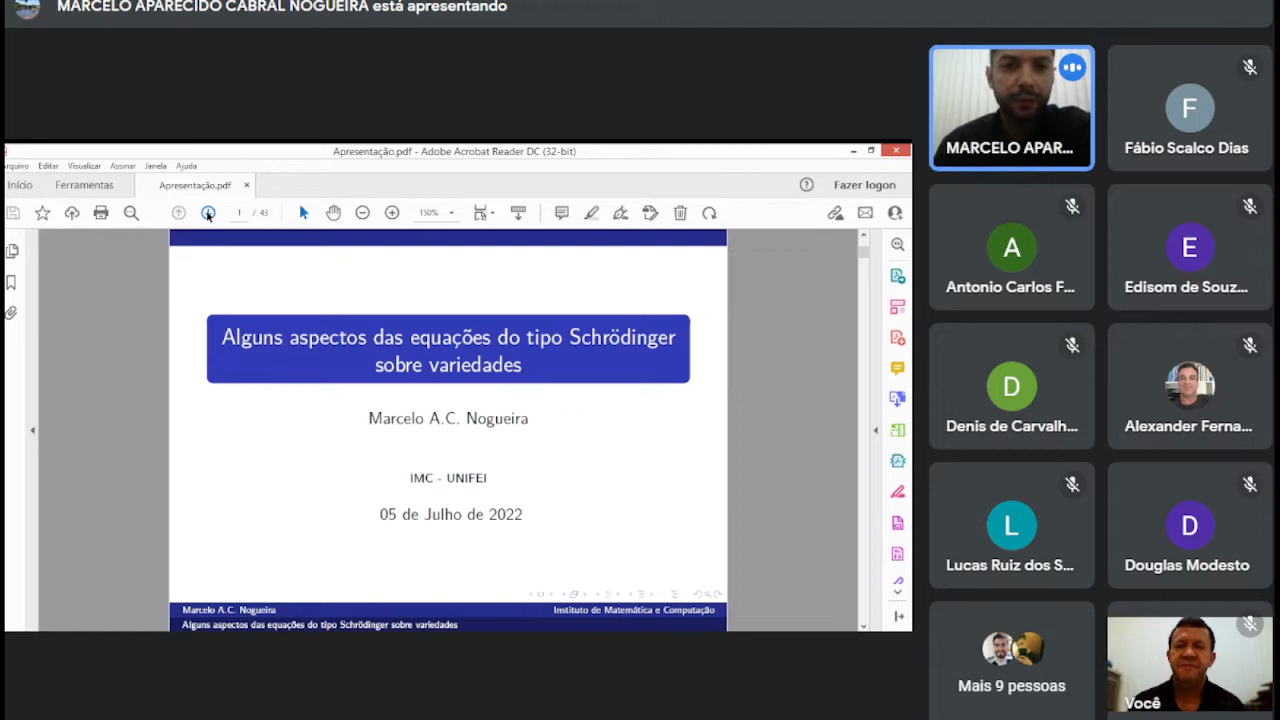 MARCELO APARECIDO CABRAL NOGUEIRA está apresentando
Apresentação.pdf - Adobe Acrobat Reader DC (32-bit)
Editar Visualizar Assinar Janela Ajuda
Início Ferramentas Apresentação.pdf × Fazer logon
1 / 43 150%
Alguns aspectos das equações do tipo Schrödinger
sobre variedades
Marcelo A.C. Nogueira
IMC - UNIFEI
05 de Julho de 2022
Marcelo A.C. Nogueira Instituto de Matemática e Computação
Alguns aspectos das equações do tipo Schrödinger sobre variedades
MARCELO APAR...
F
Fábio Scalco Dias
A
Antonio Carlos F...
E
Edisom de Souz...
D
Denis de Carvalh...
Alexander Ferna...
L
Lucas Ruiz dos S...
D
Douglas Modesto
Mais 9 pessoas
Você